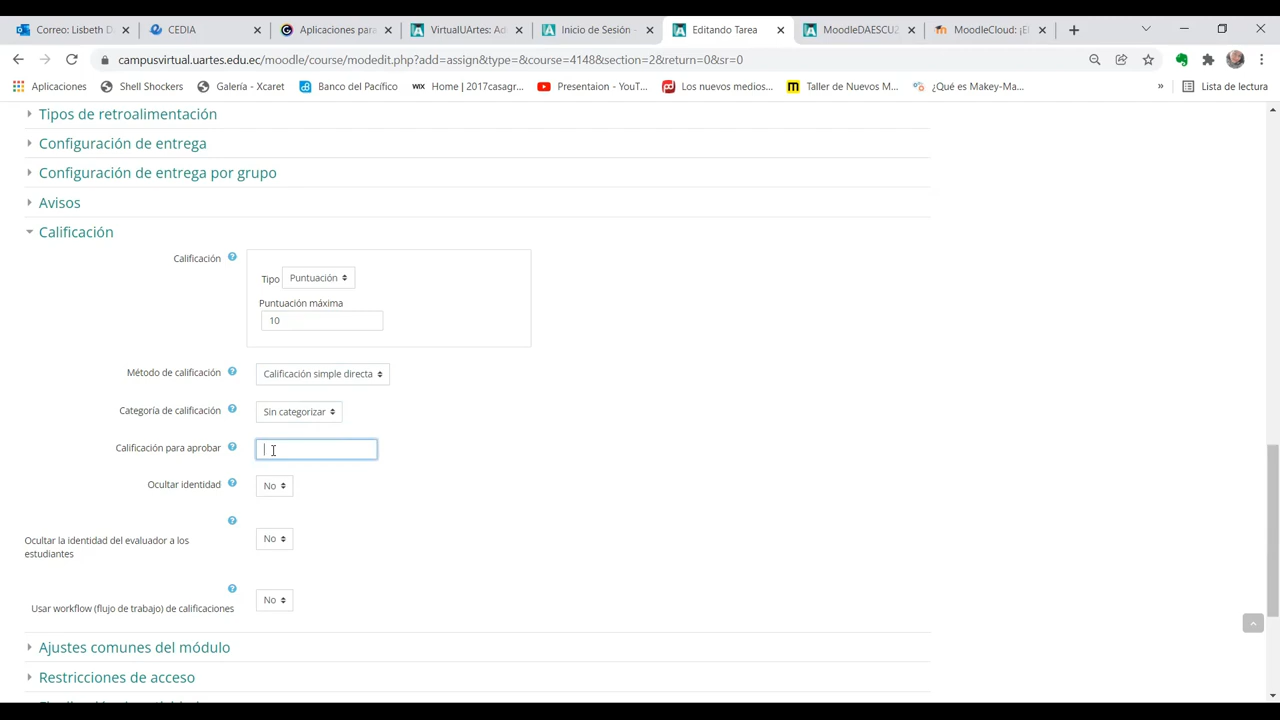 Correo: Lisbeth D
CEDIA
Aplicaciones para
VirtualUArtes: Ad
Inicio de Sesión -
Editando Tarea
MoodleDAESCU2
MoodleCloud: ¡El
campusvirtual.uartes.edu.ec/moodle/course/modedit.php?add=assign&type=&course=4148&section=2&return=0&sr=0
Aplicaciones
Shell Shockers
Galería - Xcaret
Banco del Pacífico
WIX
Home | 2017casagr...
Presentaion - YouT...
Los nuevos medios...
Taller de Nuevos M...
¿Qué es Makey-Ma...
»
Lista de lectura
Tipos de retroalimentación
Configuración de entrega
Configuración de entrega por grupo
Avisos
Calificación
Calificación
Tipo Puntuación
Puntuación máxima
10
Método de calificación
Calificación simple directa
Categoría de calificación
Sin categorizar
Calificación para aprobar
Ocultar identidad
No
Ocultar la identidad del evaluador a los
estudiantes
No
Usar workflow (flujo de trabajo) de calificaciones
No
Ajustes comunes del módulo
Restricciones de acceso